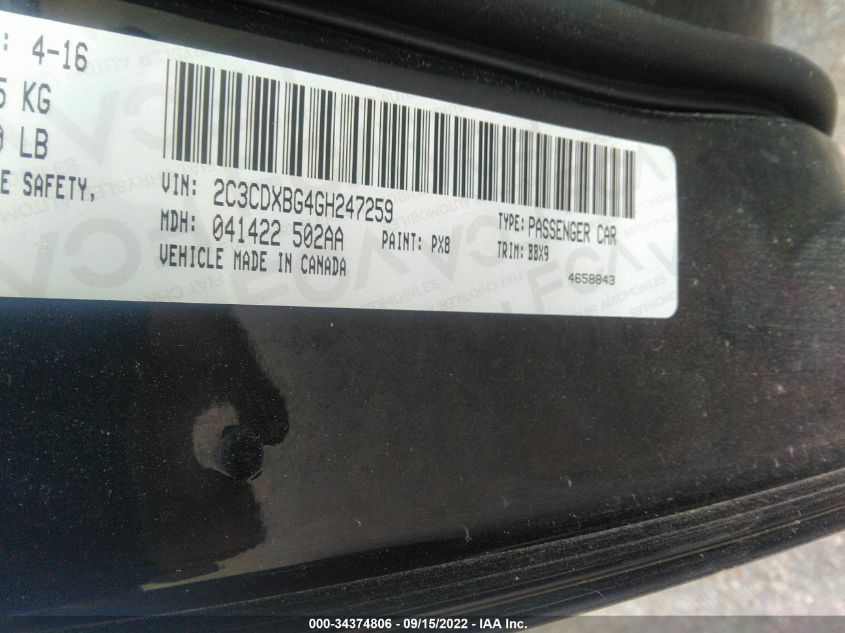 : 4-16
5 KG
0 LB
E SAFETY,
VIN: 2C3CDXBG4GH247259
TYPE: PASSENGER CAR
MDH: 041422 502AA
PAINT: PX8
TRIM: BBX9
VEHICLE MADE IN CANADA
4658843
000-34374806 - 09/15/2022 - IAA Inc.